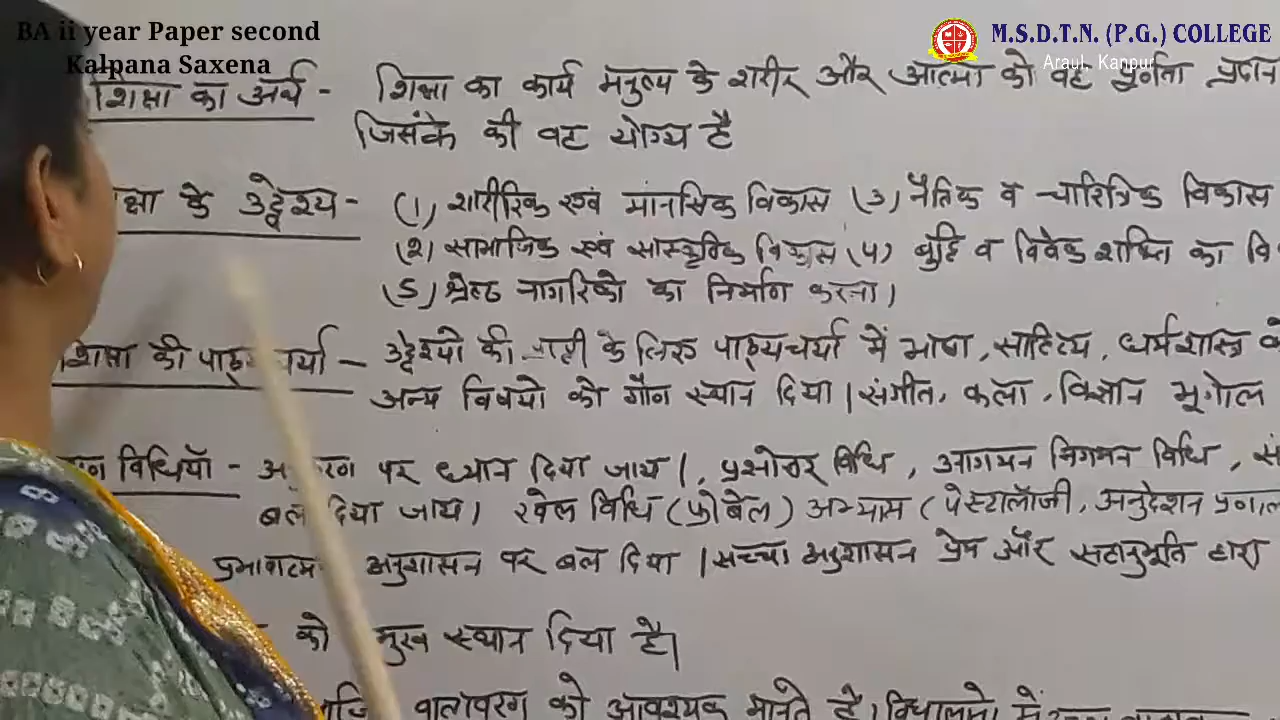 BA ii year Paper second
Kalpana Saxena
M.S.D.T.N. (P.G.) COLLEGE
Araul, Kanpur
शिक्षा का अर्थ - शिक्षा का कार्य मनुष्य के शरीर और आत्मा को वह पूर्णता प्रदान
जिसके की वह योग्य है
के उद्देश्य - (1) शारीरिक एवं मानसिक विकास (3) नैतिक व चारित्रिक विकास
(2) सामाजिक एवं सांस्कृतिक विकास (4) बुद्धि व विवेक शक्ति का
(5) श्रेष्ठ नागरिको का निर्माण करना।
शिक्षा की पाठ्यचर्या - उद्देश्यो की के लिए पाठ्यचर्या में भाषा, साहित्य, धर्मशास्त्र
अन्य विषयो को गौण स्थान दिया। संगीत, कला, विज्ञान भूगोल
विधियाँ - पर ध्यान दिया जाय।, प्रश्नोत्तर विधि, आगमन निगमन विधि,
बल दिया जाय। खेल विधि (फ्रोबेल) अभ्यास (पेस्टालॉजी, अनुदेशन
अनुशासन पर बल दिया। सच्चा अनुशासन प्रेम और सहानुभूति द्वारा
को स्थान दिया है।
वातावरण को आवश्यक मानते है। विद्यालयो में